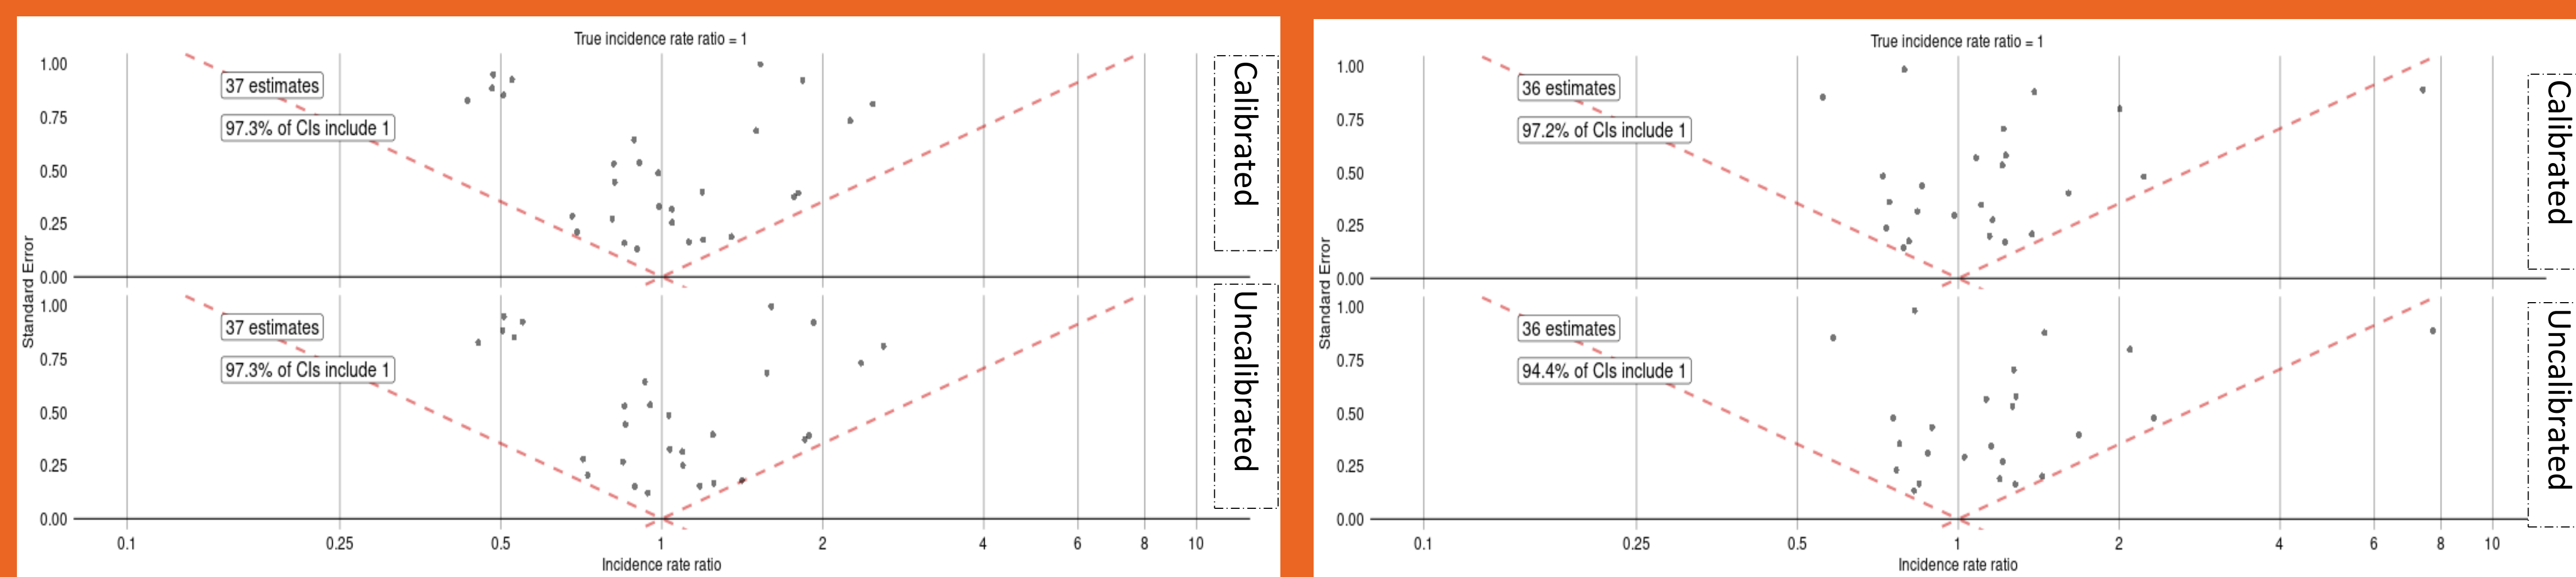 True incidence rate ratio = 1
1.00
37 estimates
0.75
97.3% of CIs include 1
0.50
0.25
0.00
Calibrated
Standard Error
1.00
37 estimates
0.75
97.3% of CIs include 1
0.50
0.25
0.00
Uncalibrated
0.1 0.25 0.5 1 2 4 6 8 10
Incidence rate ratio
True incidence rate ratio = 1
1.00
36 estimates
0.75
97.2% of CIs include 1
0.50
0.25
0.00
Calibrated
Standard Error
1.00
36 estimates
0.75
94.4% of CIs include 1
0.50
0.25
0.00
Uncalibrated
0.1 0.25 0.5 1 2 4 6 8 10
Incidence rate ratio